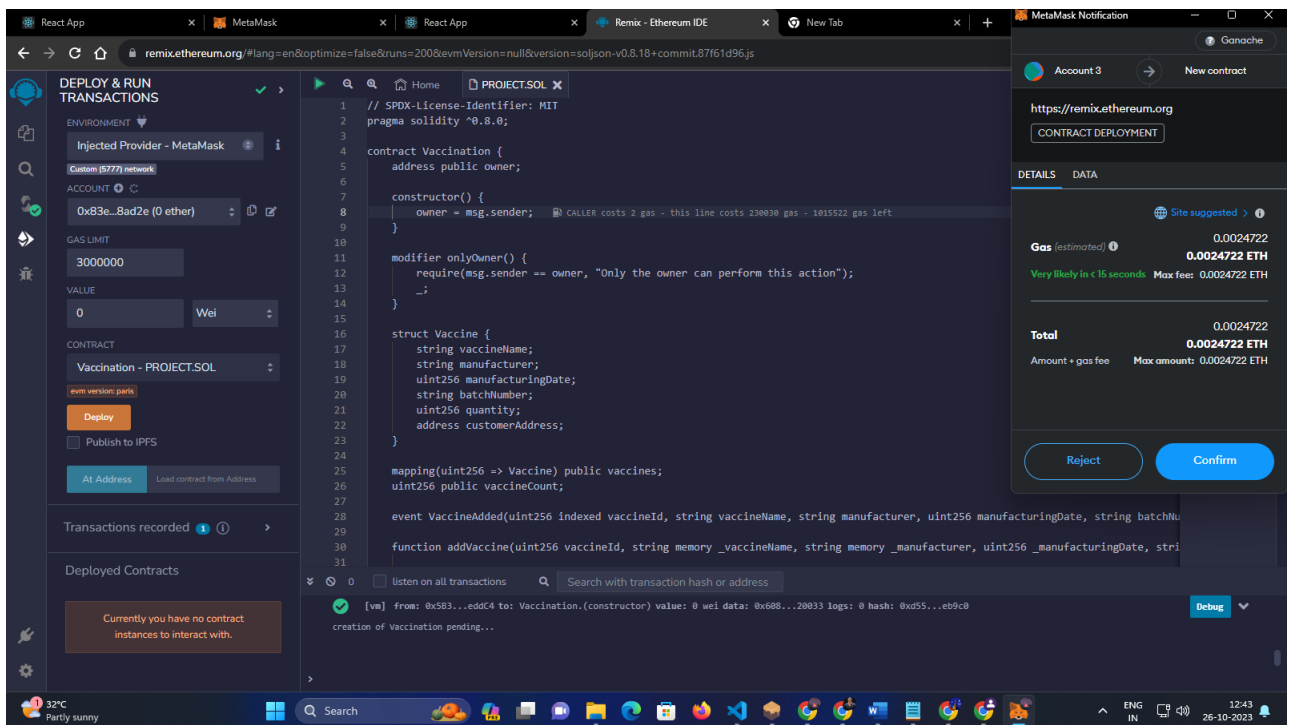 React App
MetaMask
React App
Remix - Ethereum IDE
New Tab
remix.ethereum.org/#lang=en&optimize=false&runs=200&evmVersion=null&version=soljson-v0.8.18+commit.87f61d96.js
DEPLOY & RUN
TRANSACTIONS
ENVIRONMENT
Injected Provider - MetaMask
Custom (5777) network
ACCOUNT
0x83e...8ad2e (0 ether)
GAS LIMIT
3000000
VALUE
0
Wei
CONTRACT
Vaccination - PROJECT.SOL
evm version: paris
Deploy
Publish to IPFS
At Address
Load contract from Address
Transactions recorded 1
Deployed Contracts
Currently you have no contract
instances to interact with.
Home
PROJECT.SOL
1 // SPDX-License-Identifier: MIT
2 pragma solidity ^0.8.0;
3
4 contract Vaccination {
5 address public owner;
6
7 constructor() {
8 owner = msg.sender; CALLER costs 2 gas - this line costs 230030 gas - 1015522 gas left
9 }
10
11 modifier onlyOwner() {
12 require(msg.sender == owner, "Only the owner can perform this action");
13 _;
14 }
15
16 struct Vaccine {
17 string vaccineName;
18 string manufacturer;
19 uint256 manufacturingDate;
20 string batchNumber;
21 uint256 quantity;
22 address customerAddress;
23 }
24
25 mapping(uint256 => Vaccine) public vaccines;
26 uint256 public vaccineCount;
27
28 event VaccineAdded(uint256 indexed vaccineId, string vaccineName, string manufacturer, uint256 manufacturingDate, string batchNu
29
30 function addVaccine(uint256 vaccineId, string memory _vaccineName, string memory _manufacturer, uint256 _manufacturingDate, stri
31
0
listen on all transactions
Search with transaction hash or address
[vm] from: 0x5B3...eddC4 to: Vaccination.(constructor) value: 0 wei data: 0x608...20033 logs: 0 hash: 0xd55...eb9c0
Debug
creation of Vaccination pending...
>
MetaMask Notification
Ganache
Account 3
New contract
https://remix.ethereum.org
CONTRACT DEPLOYMENT
DETAILS
DATA
Site suggested >
Gas (estimated)
0.0024722
0.0024722 ETH
Very likely in < 15 seconds
Max fee: 0.0024722 ETH
Total
0.0024722
0.0024722 ETH
Amount + gas fee
Max amount: 0.0024722 ETH
Reject
Confirm
1
32°C
Partly sunny
Search
ENG
IN
12:43
26-10-2023